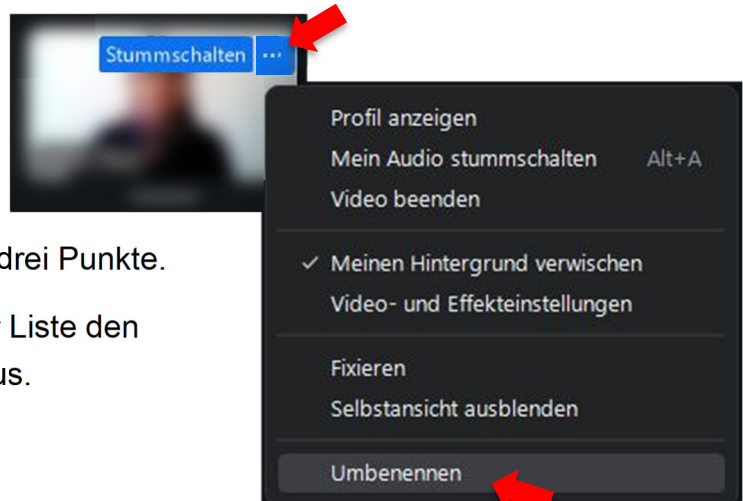 Stummschalten ...
Profil anzeigen
Mein Audio stummschalten Alt+A
Video beenden
drei Punkte.
✓ Meinen Hintergrund verwischen
Video- und Effekteinstellungen
Liste den
us.
Fixieren
Selbstansicht ausblenden
Umbenennen